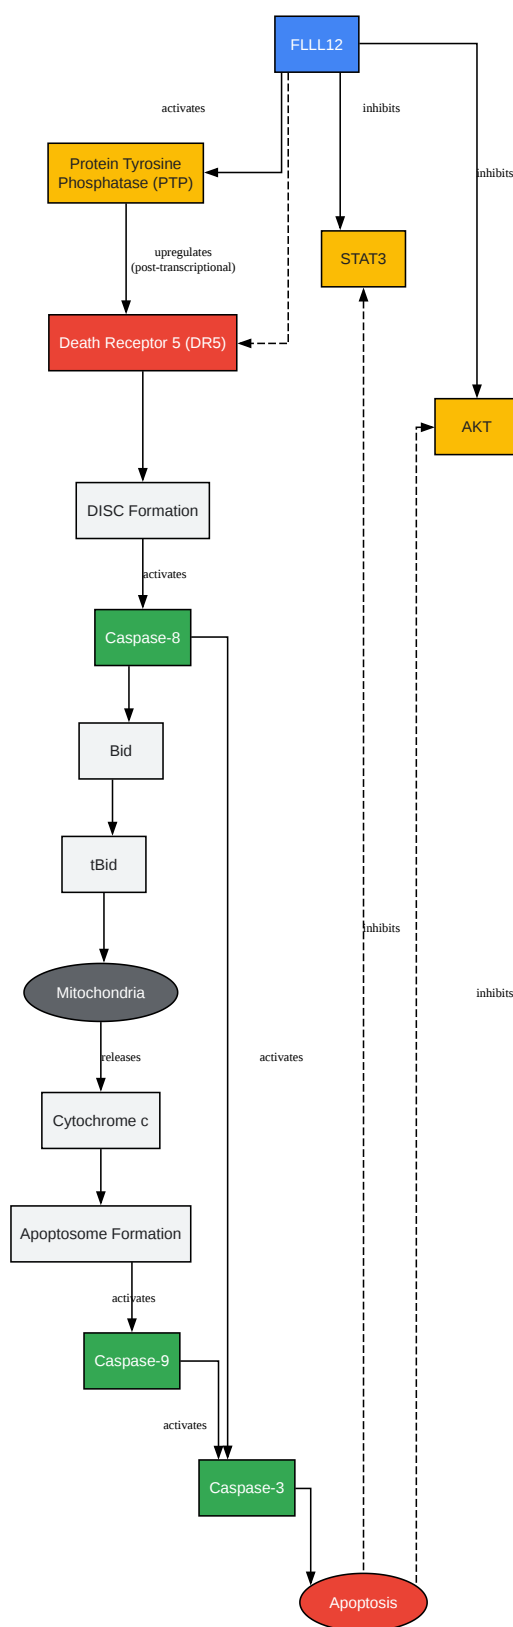 FLLL12
activates
inhibits
Protein Tyrosine
Phosphatase (PTP)
inhibits
upregulates
(post-transcriptional)
STAT3
Death Receptor 5 (DR5)
AKT
DISC Formation
activates
Caspase-8
Bid
tBid
inhibits
Mitochondria
inhibits
releases
activates
Cytochrome c
Apoptosome Formation
activates
Caspase-9
activates
Caspase-3
Apoptosis